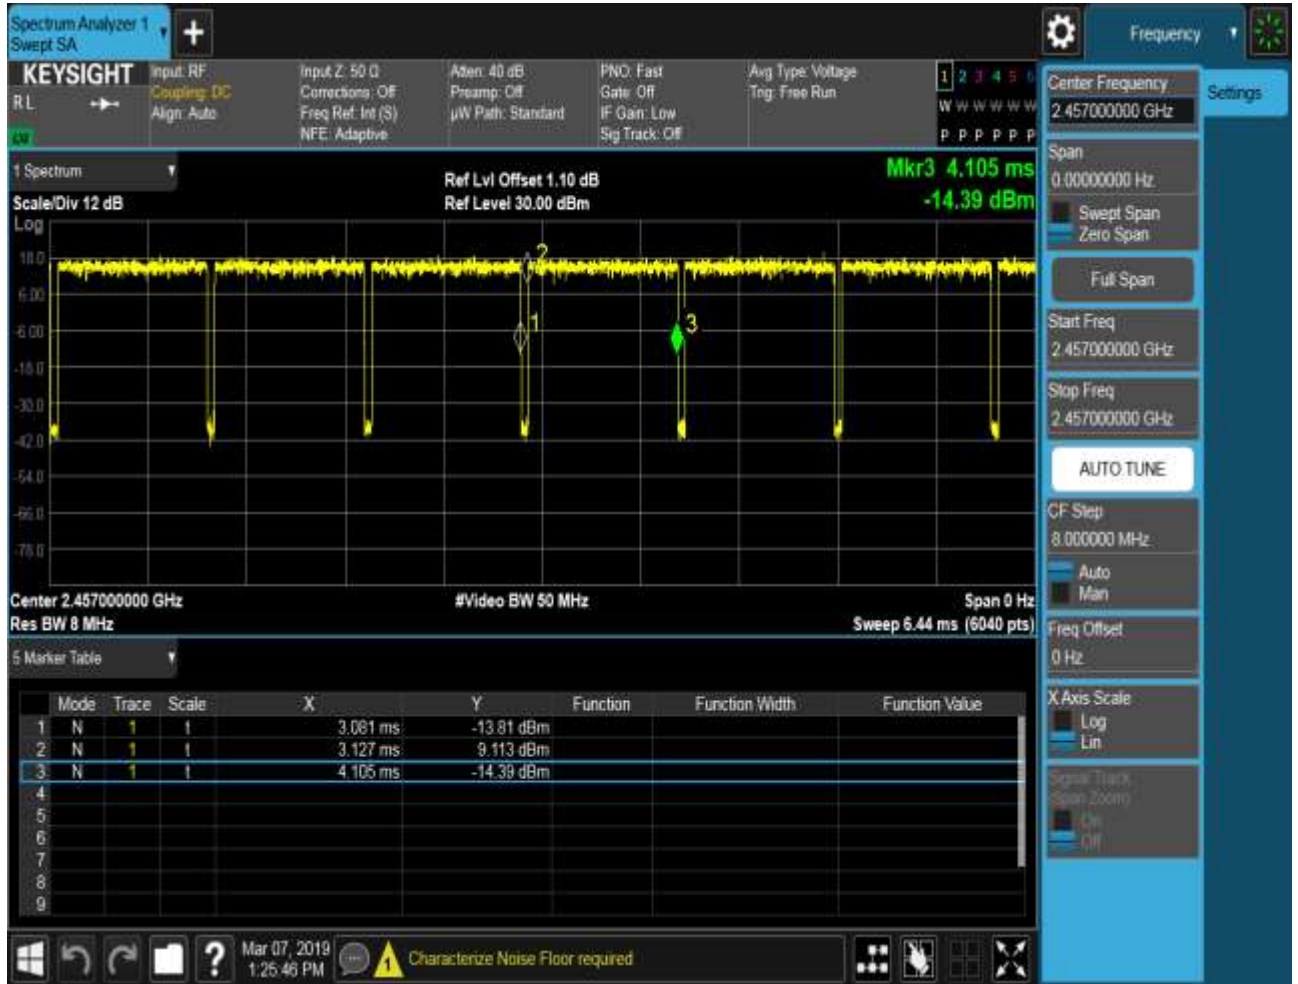 Spectrum Analyzer 1
Swept SA
+
Frequency
KEYSIGHT
RL
Input: RF
Coupling: DC
Align: Auto
Input Z: 50 Ω
Corrections: Off
Freq Ref: Int (S)
NFE: Adaptive
Atten: 40 dB
Preamp: Off
µW Path: Standard
PNO: Fast
Gate: Off
IF Gain: Low
Sig Track: Off
Avg Type: Voltage
Trig: Free Run
1 2 3 4 5 6
W W W W W W
P P P P P P
1 Spectrum
Scale/Div 12 dB
Ref Lvl Offset 1.10 dB
Ref Level 30.00 dBm
Mkr3 4.105 ms
-14.39 dBm
Log
18.0
6.00
-6.00
-18.0
-30.0
-42.0
-54.0
-66.0
-78.0
2
1
3
Center 2.457000000 GHz
#Video BW 50 MHz
Span 0 Hz
Res BW 8 MHz
Sweep 6.44 ms (6040 pts)
5 Marker Table
Mode Trace Scale X Y Function Function Width Function Value
1 N 1 t 3.081 ms -13.81 dBm
2 N 1 t 3.127 ms 9.113 dBm
3 N 1 t 4.105 ms -14.39 dBm
4
5
6
7
8
9
Center Frequency
2.457000000 GHz
Settings
Span
0.00000000 Hz
Swept Span
Zero Span
Full Span
Start Freq
2.457000000 GHz
Stop Freq
2.457000000 GHz
AUTO TUNE
CF Step
8.000000 MHz
Auto
Man
Freq Offset
0 Hz
X Axis Scale
Log
Lin
Signal Track
(Span Zoom)
On
Off
?
Mar 07, 2019
1:25:46 PM
1
Characterize Noise Floor required